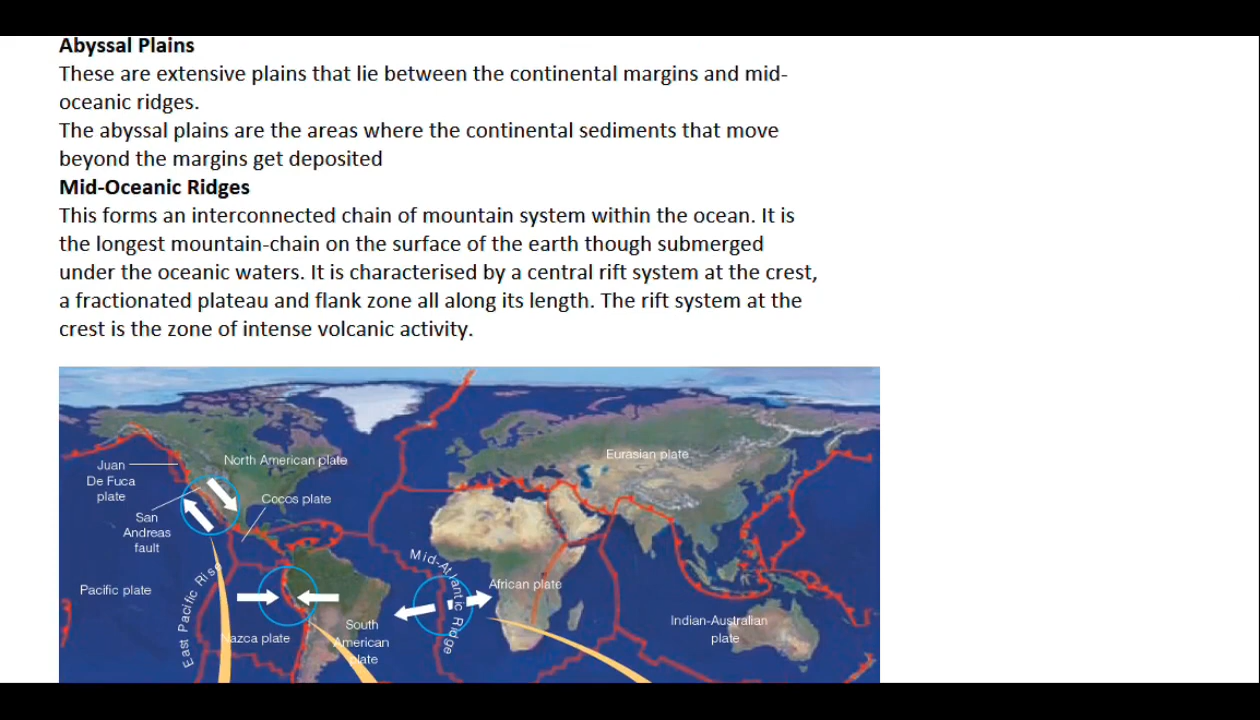 Abyssal Plains
These are extensive plains that lie between the continental margins and mid-
oceanic ridges.
The abyssal plains are the areas where the continental sediments that move
beyond the margins get deposited
Mid-Oceanic Ridges
This forms an interconnected chain of mountain system within the ocean. It is
the longest mountain-chain on the surface of the earth though submerged
under the oceanic waters. It is characterised by a central rift system at the crest,
a fractionated plateau and flank zone all along its length. The rift system at the
crest is the zone of intense volcanic activity.
Juan
De Fuca
plate
North American plate
Eurasian plate
Cocos plate
San
Andreas
fault
Mid-Atlantic Ridge
African plate
Pacific plate
East Pacific Rise
Nazca plate
South
American
plate
Indian-Australian
plate